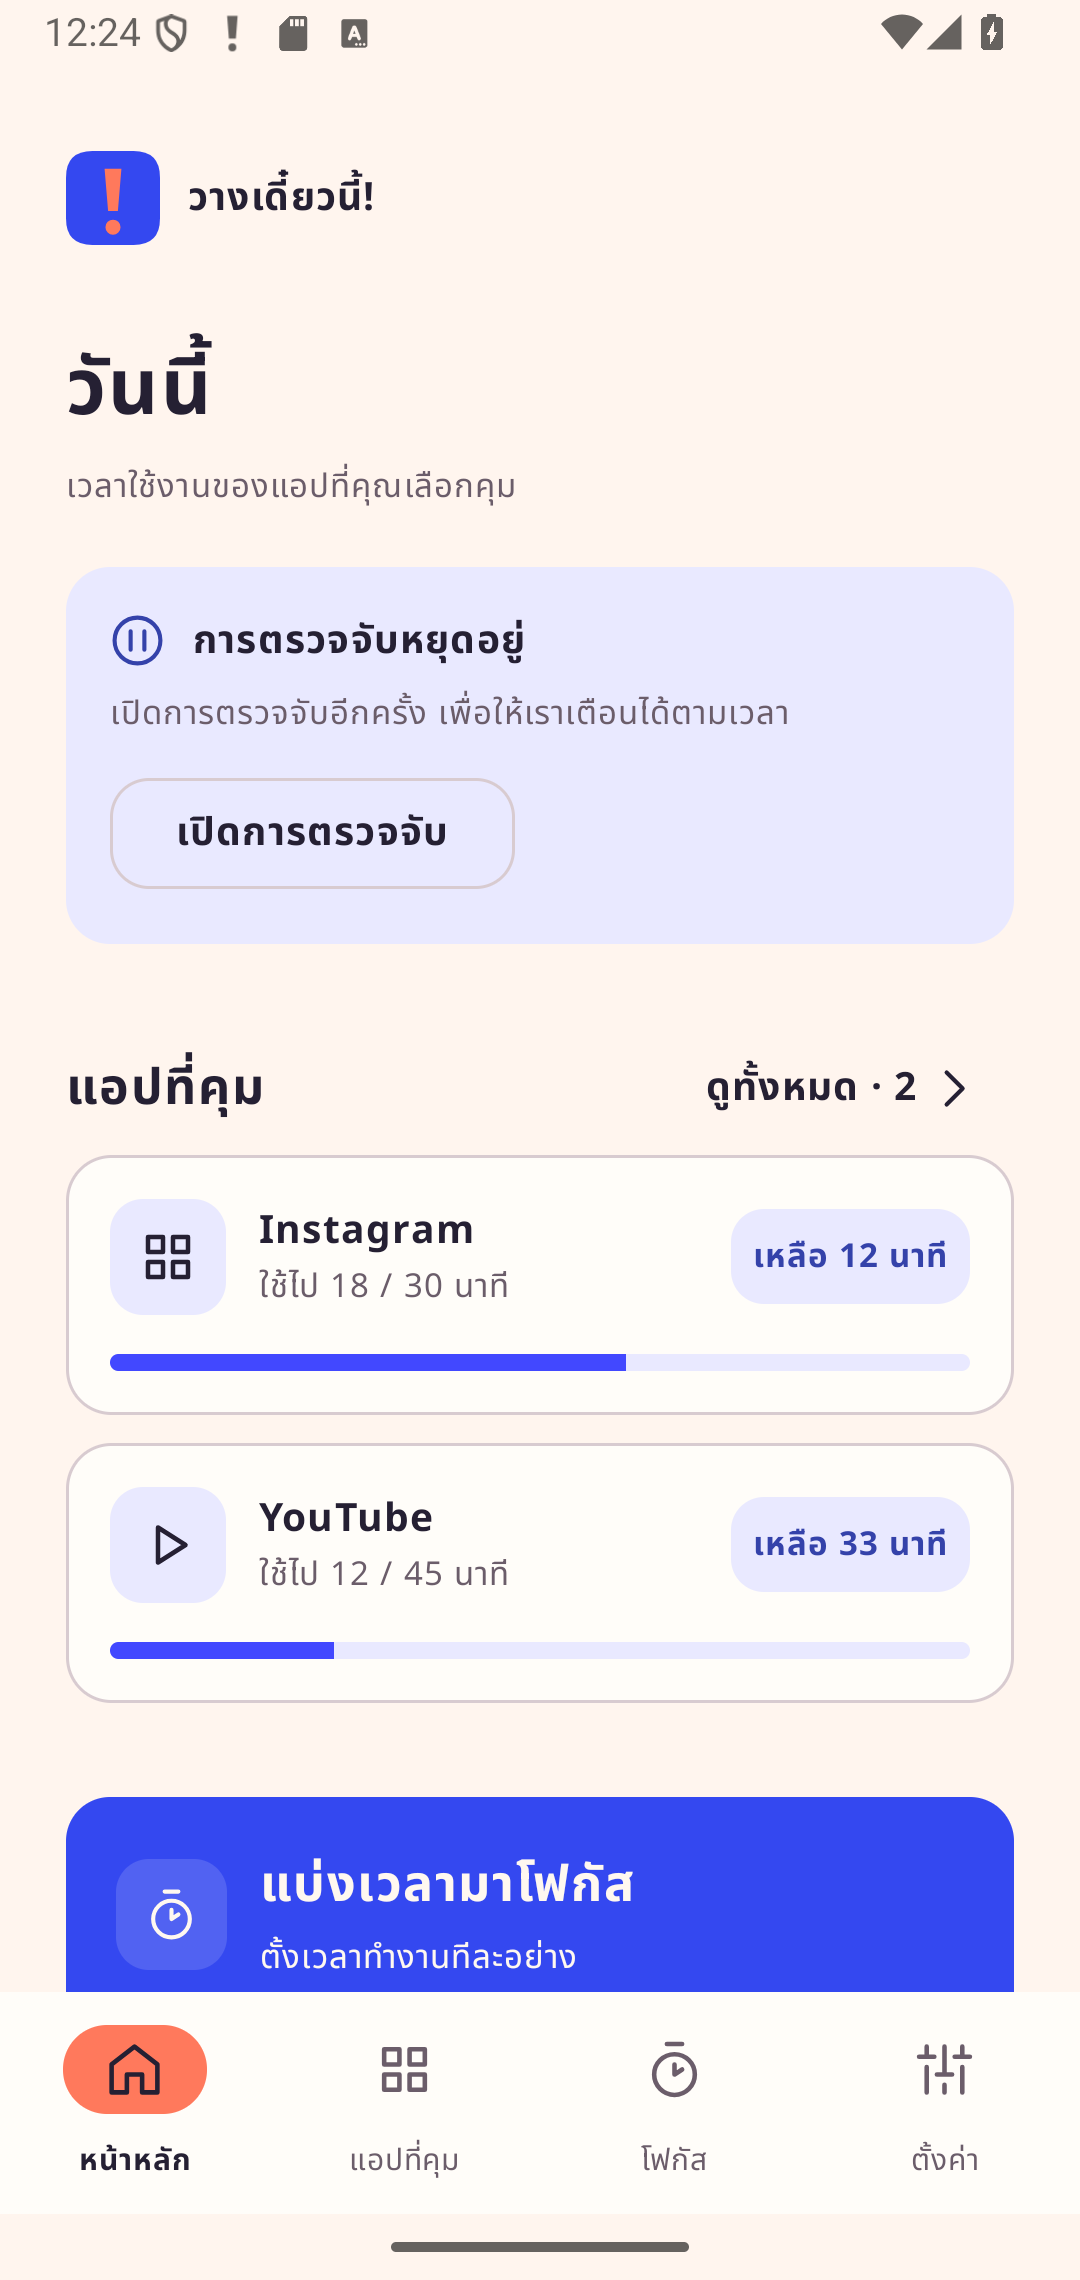 12:24
วางเดี๋ยวนี้!
วันนี้
เวลาใช้งานของแอปที่คุณเลือกคุม
การตรวจจับหยุดอยู่
เปิดการตรวจจับอีกครั้ง เพื่อให้เราเตือนได้ตามเวลา
เปิดการตรวจจับ
แอปที่คุม
ดูทั้งหมด · 2
Instagram
ใช้ไป 18 / 30 นาที
เหลือ 12 นาที
YouTube
ใช้ไป 12 / 45 นาที
เหลือ 33 นาที
แบ่งเวลามาโฟกัส
ตั้งเวลาทำงานทีละอย่าง
หน้าหลัก
แอปที่คุม
โฟกัส
ตั้งค่า